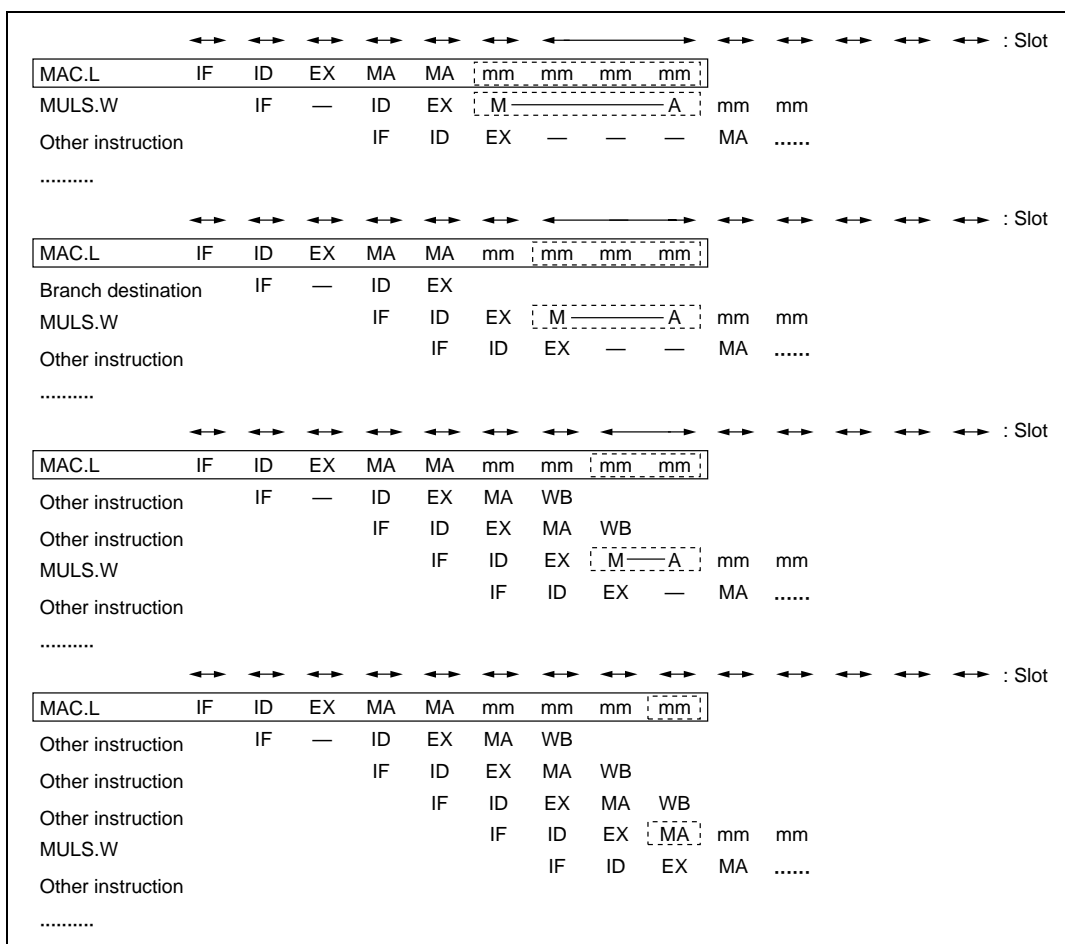 : Slot
MAC.L IF ID EX MA MA mm mm mm mm
MULS.W IF — ID EX M A mm mm
Other instruction IF ID EX — — — MA ......
..........
: Slot
MAC.L IF ID EX MA MA mm mm mm mm
Branch destination IF — ID EX
MULS.W IF ID EX M A mm mm
Other instruction IF ID EX — — MA ......
..........
: Slot
MAC.L IF ID EX MA MA mm mm mm mm
Other instruction IF — ID EX MA WB
Other instruction IF ID EX MA WB
MULS.W IF ID EX M A mm mm
Other instruction IF ID EX — MA ......
..........
: Slot
MAC.L IF ID EX MA MA mm mm mm mm
Other instruction IF — ID EX MA WB
Other instruction IF ID EX MA WB
Other instruction IF ID EX MA WB
MULS.W IF ID EX MA mm mm
Other instruction IF ID EX MA ......
..........